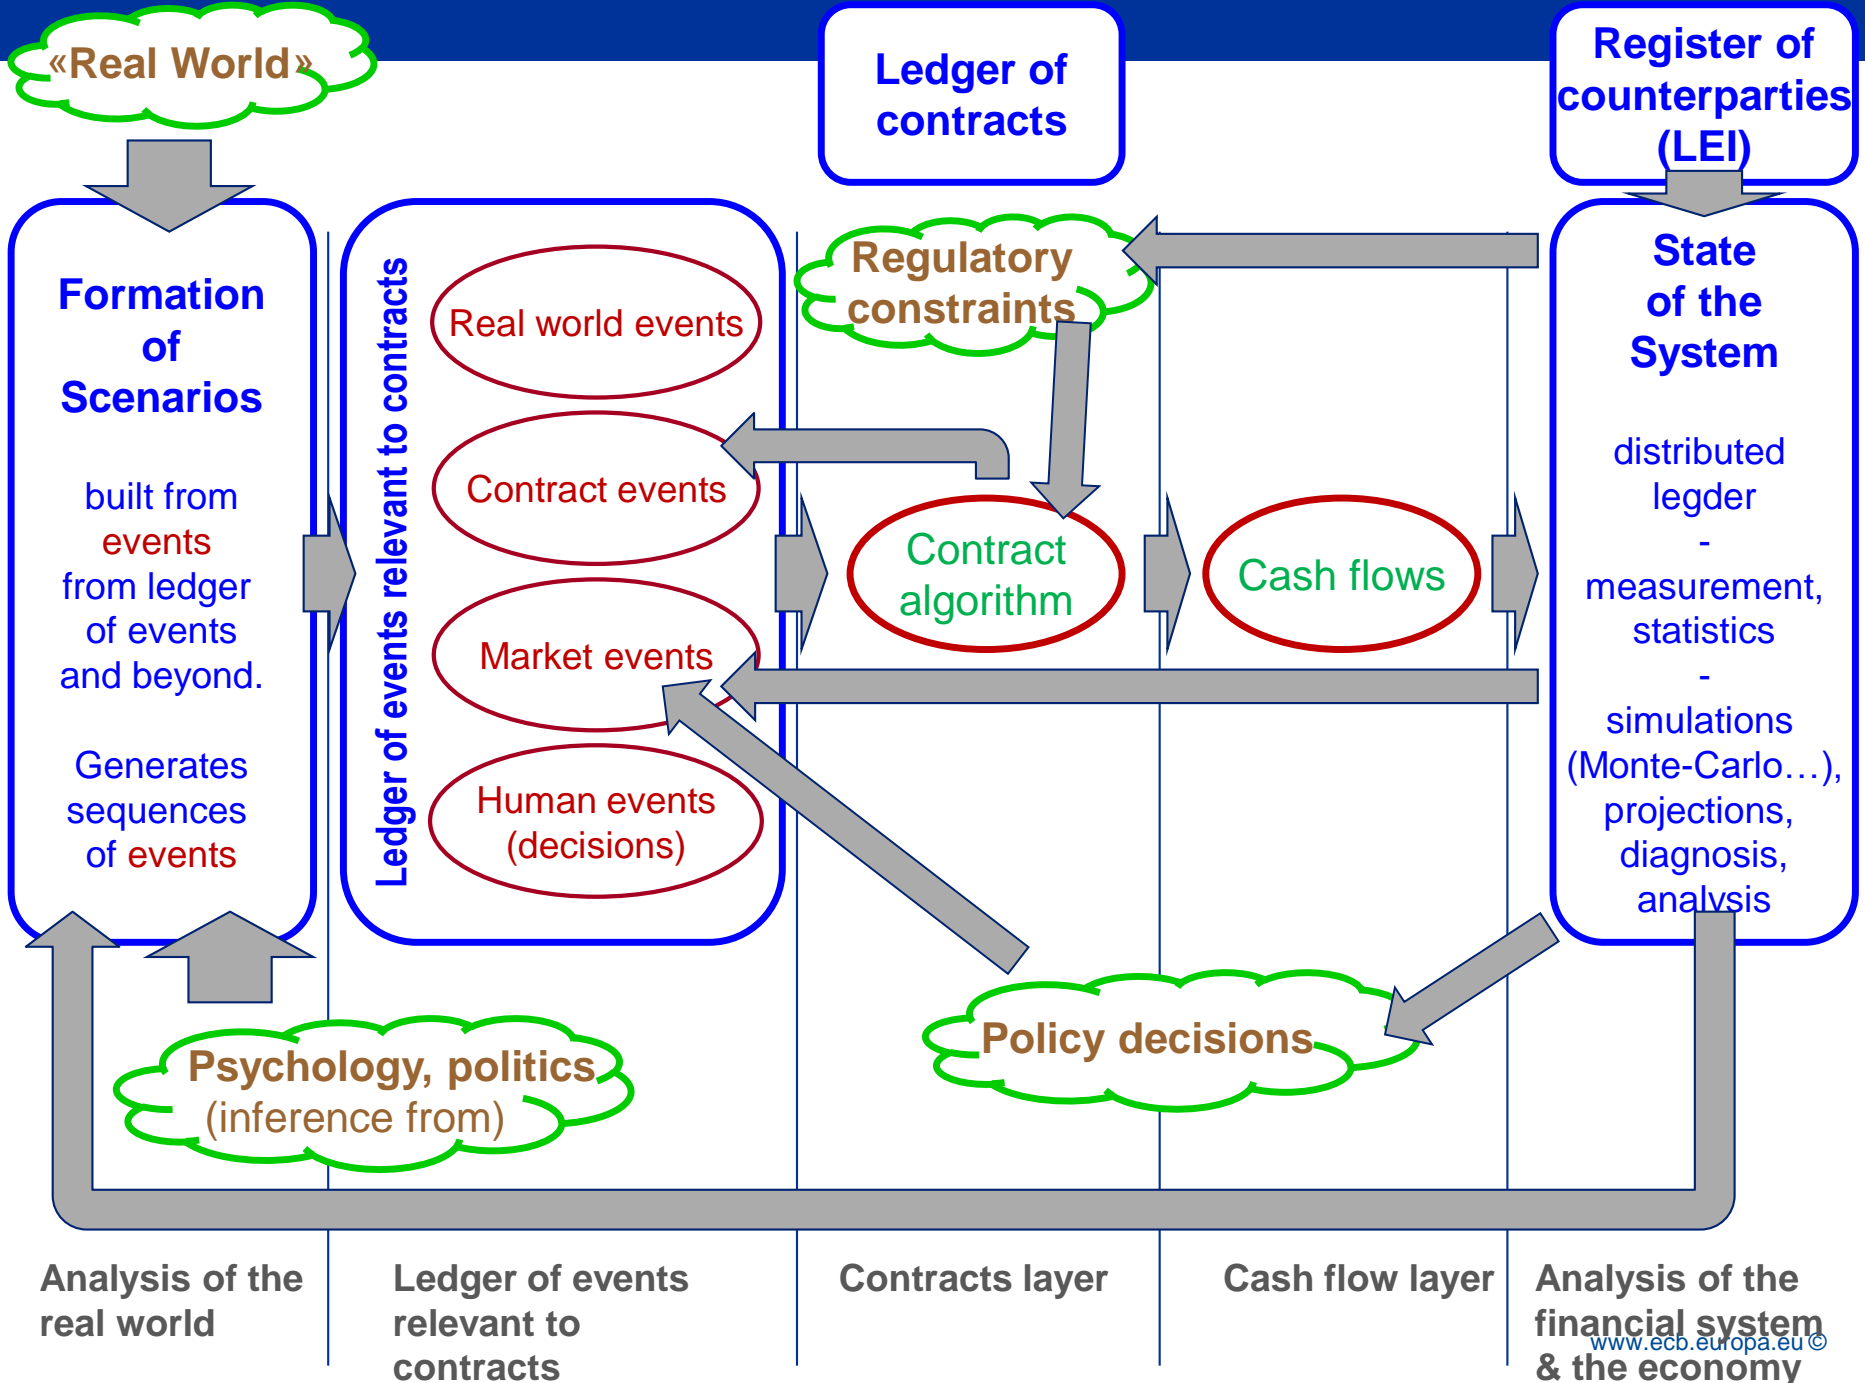 «Real World»
Ledger of
contracts
Register of
counterparties
(LEI)
Formation
of
Scenarios
built from
events
from ledger
of events
and beyond.
Generates
sequences
of events
Ledger of events relevant to contracts
Real world events
Contract events
Market events
Human events
(decisions)
Regulatory
constraints
Contract
algorithm
Cash flows
State
of the
System
distributed
legder
-
measurement,
statistics
-
simulations
(Monte-Carlo…),
projections,
diagnosis,
analysis
Psychology, politics
(inference from)
Policy decisions
Analysis of the
real world
Ledger of events
relevant to
contracts
Contracts layer
Cash flow layer
Analysis of the
financial system
& the economy
www.ecb.europa.eu ©